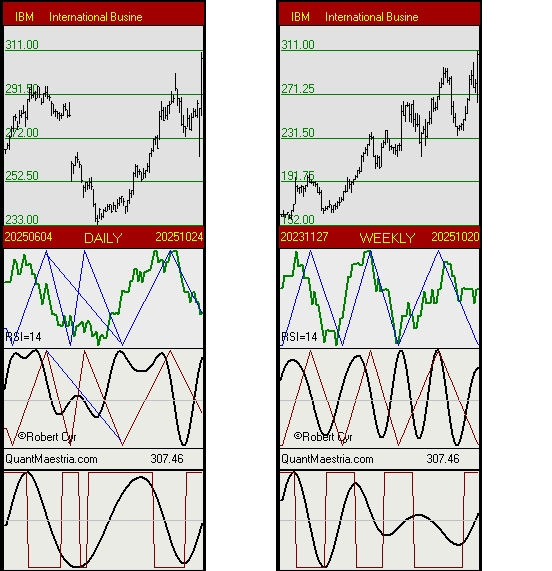 IBM International Busine
311.00
291.50
272.00
252.50
233.00
20250604 DAILY 20251024
RSI=14
©Robert Cyr
QuantMaestria.com 307.46
IBM International Busine
311.00
271.25
231.50
191.75
152.00
20231127 WEEKLY 20251020
RSI=14
©Robert Cyr
QuantMaestria.com 307.46